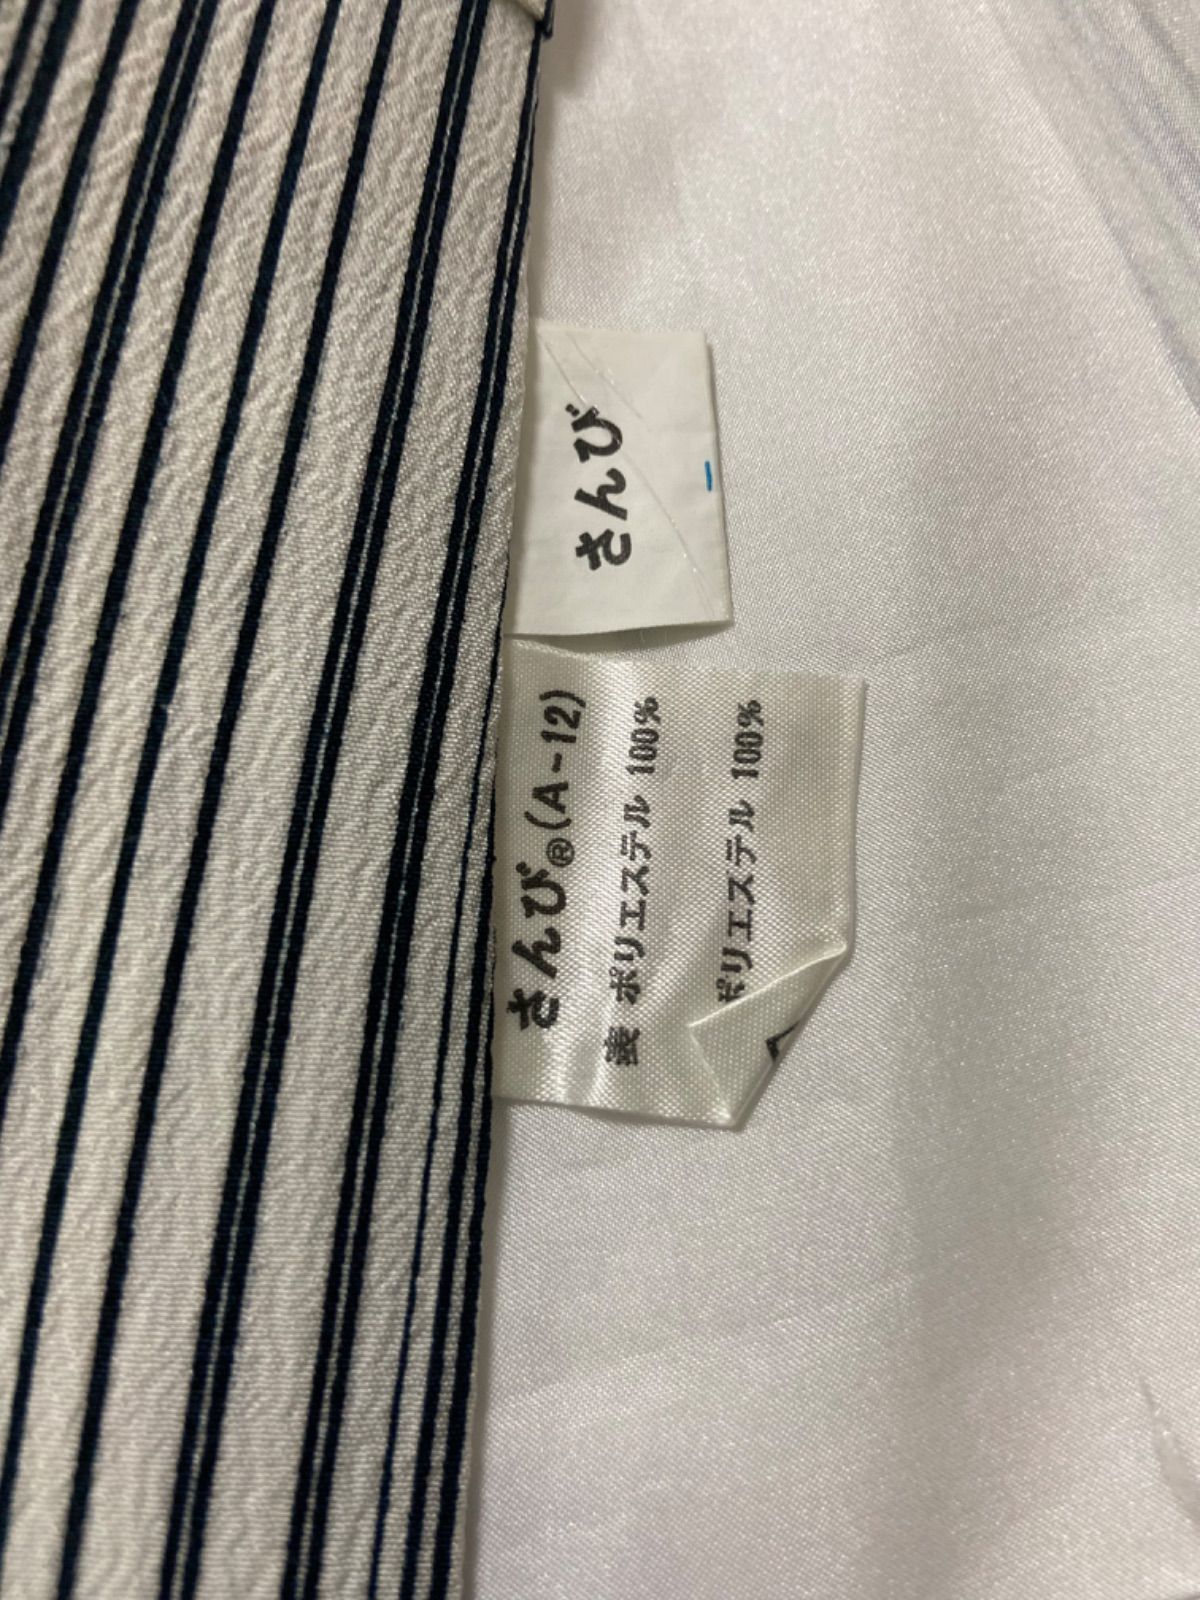 さんび
さんび®(A-12)
表 ポリエステル 100%
ポリエステル 100%